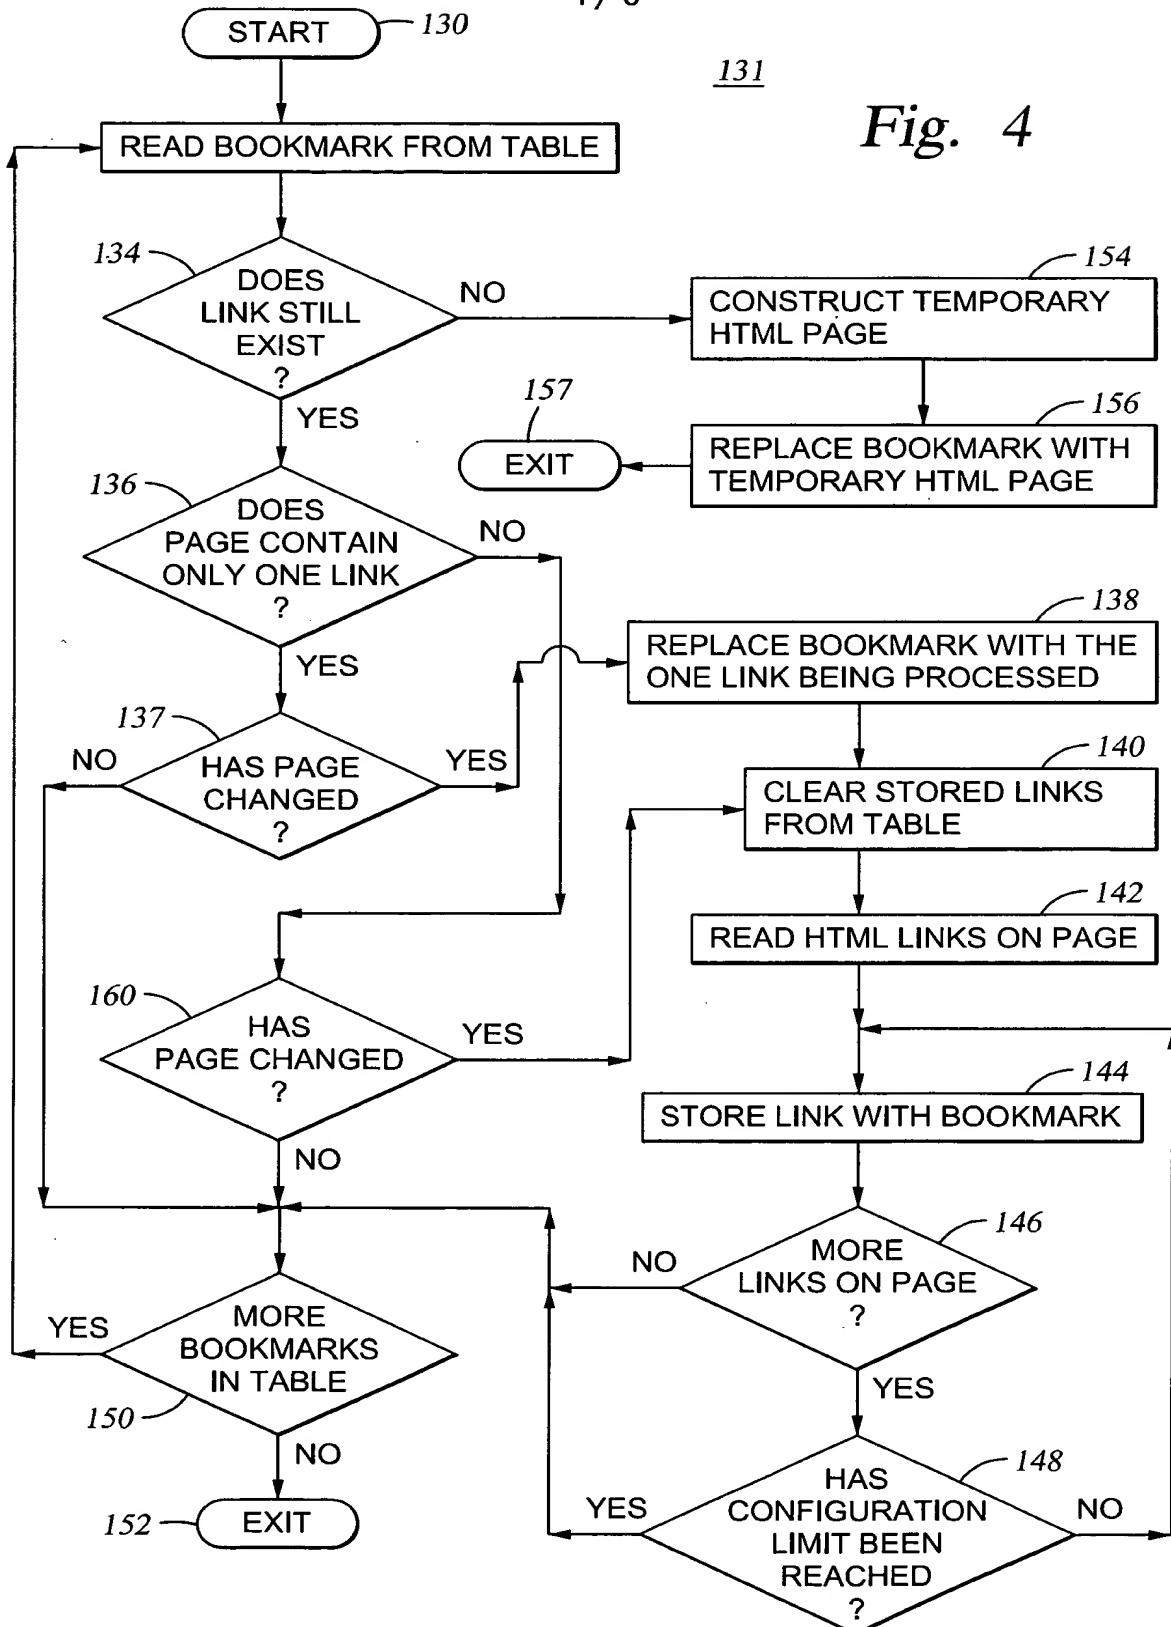 START
130
131
Fig. 4
READ BOOKMARK FROM TABLE
134
DOES
LINK STILL
EXIST
?
NO
YES
154
CONSTRUCT TEMPORARY
HTML PAGE
157
EXIT
156
REPLACE BOOKMARK WITH
TEMPORARY HTML PAGE
136
DOES
PAGE CONTAIN
ONLY ONE LINK
?
NO
YES
138
REPLACE BOOKMARK WITH THE
ONE LINK BEING PROCESSED
137
NO
HAS PAGE
CHANGED
?
YES
140
CLEAR STORED LINKS
FROM TABLE
142
READ HTML LINKS ON PAGE
160
HAS
PAGE CHANGED
?
YES
NO
144
STORE LINK WITH BOOKMARK
146
MORE
LINKS ON PAGE
?
NO
YES
YES
MORE
BOOKMARKS
IN TABLE
150
NO
152
EXIT
148
HAS
CONFIGURATION
LIMIT BEEN
REACHED
?
YES
NO